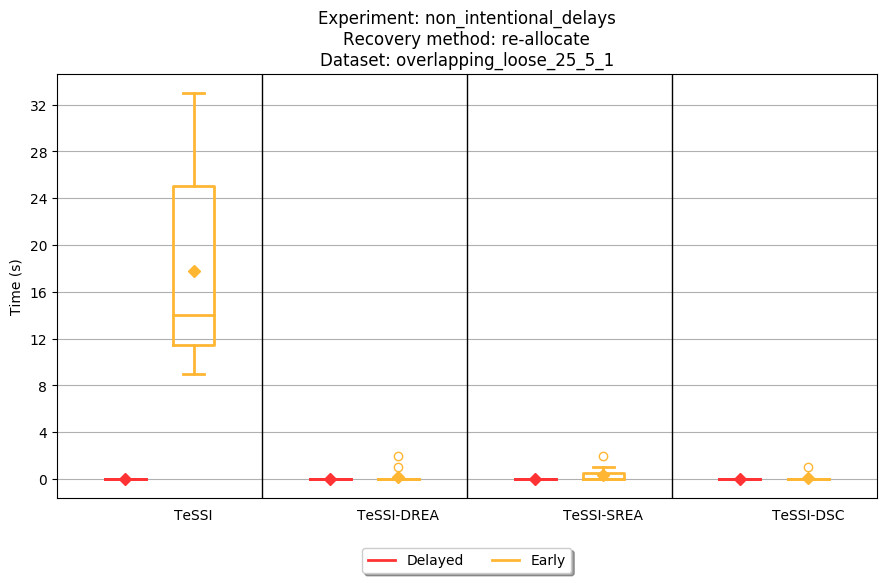 Experiment: non_intentional_delays
Recovery method: re-allocate
Dataset: overlapping_loose_25_5_1
Time (s)
32
28
24
20
16
12
8
4
0
TeSSI
TeSSI-DREA
TeSSI-SREA
TeSSI-DSC
Delayed
Early